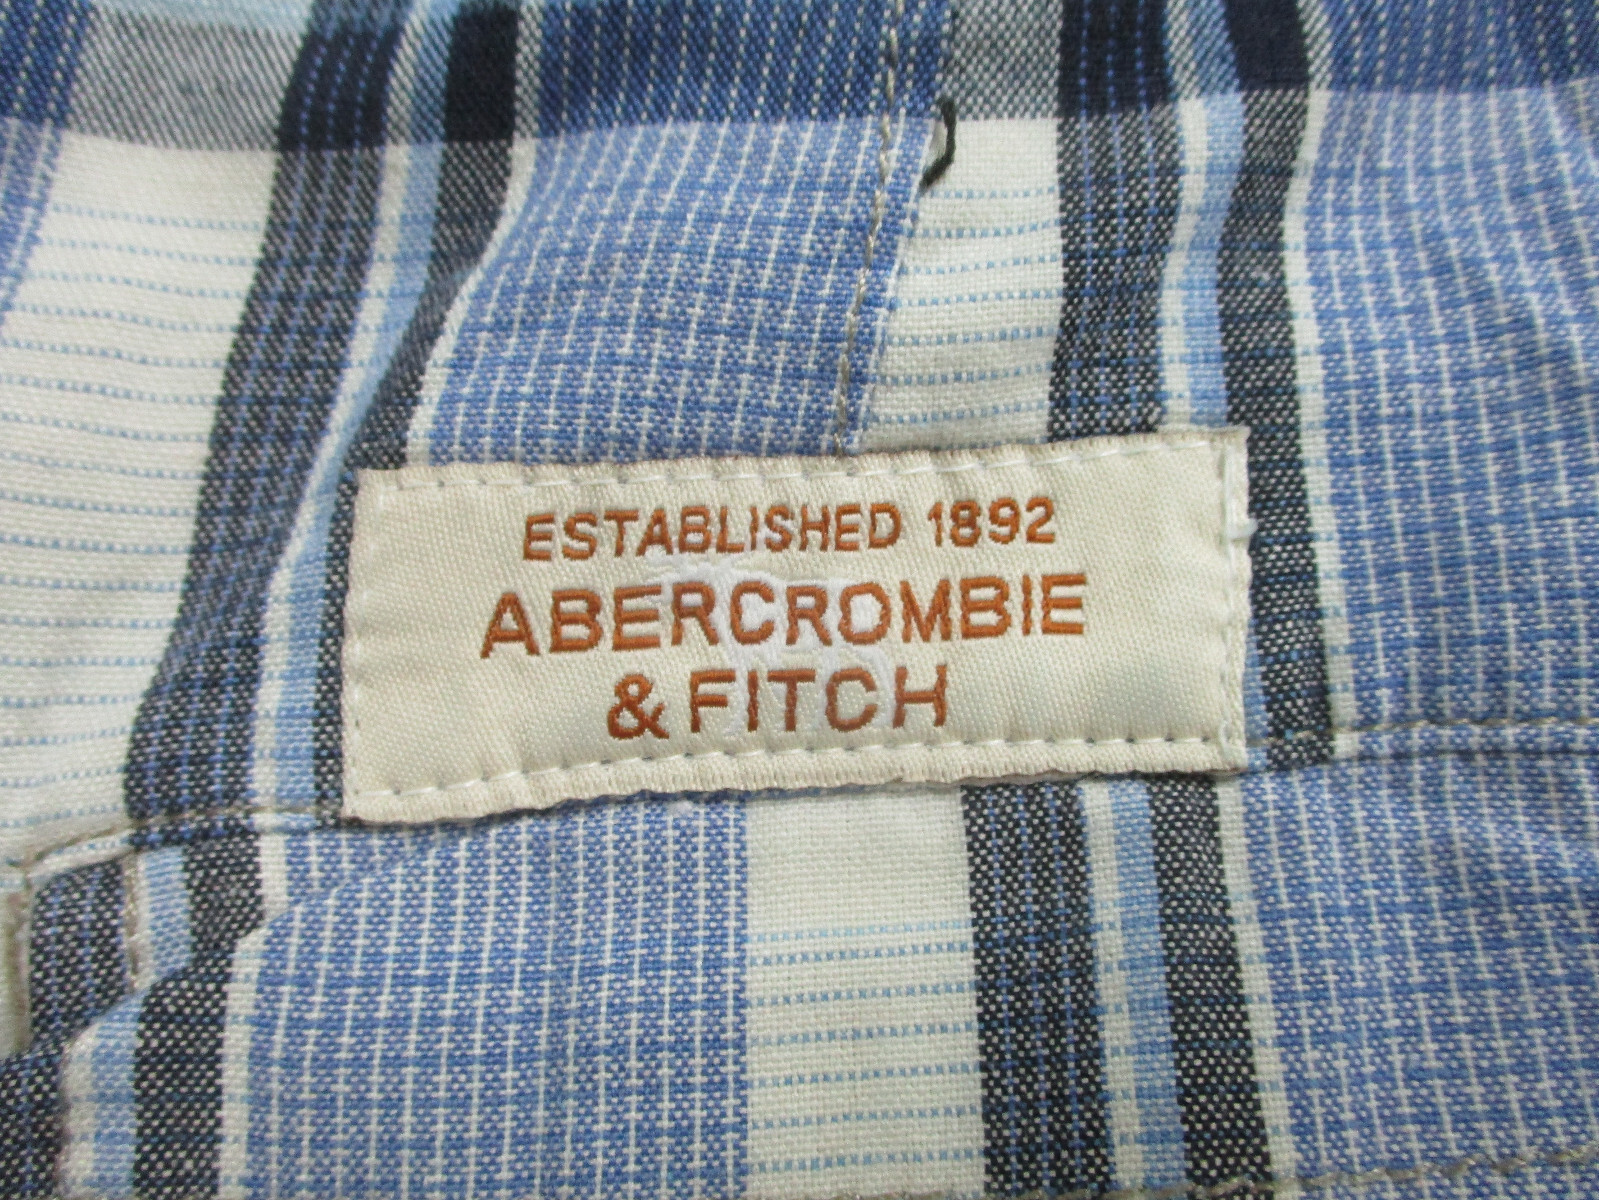 ESTABLISHED 1892
ABERCROMBIE
& FITCH